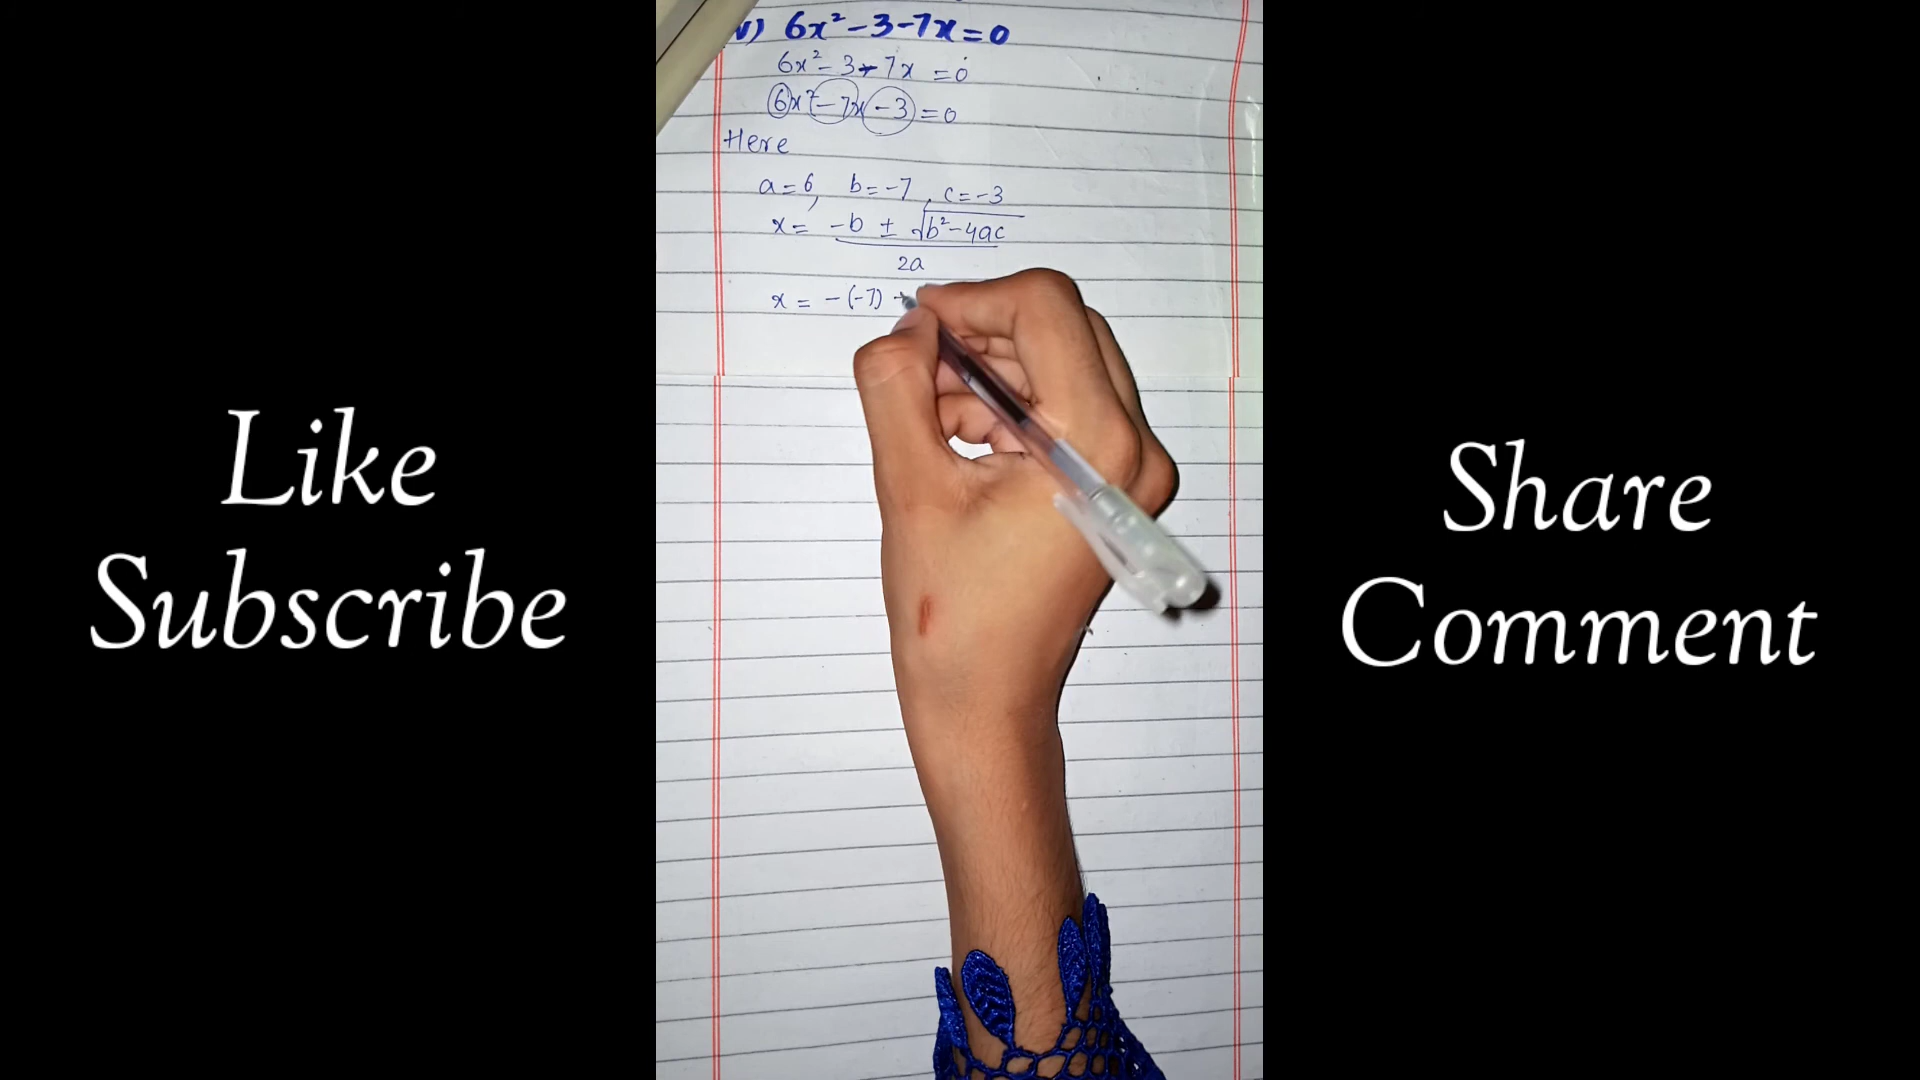 v) 6x² - 3 - 7x = 0
6x² - 3 - 7x = 0
6x² - 7x - 3 = 0
Here
a = 6, b = -7, c = -3
x = -b ± √b² - 4ac
2a
x = -(-7)
Like
Subscribe
Share
Comment